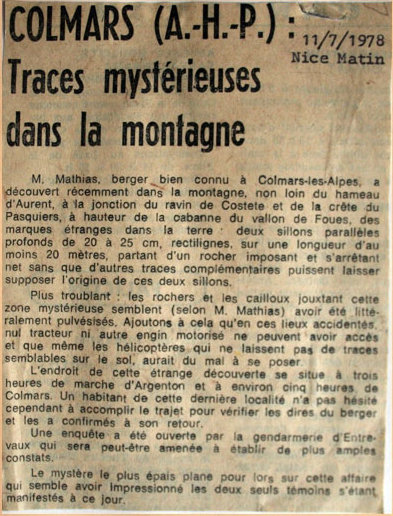 COLMARS (A.-H.-P.) :
11/7/1978
Nice Matin
Traces mystérieuses
dans la montagne
M. Mathias, berger bien connu à Colmars-les-Alpes, a
découvert récemment dans la montagne, non loin du hameau
d'Aurent, à la jonction du ravin de Costete et de la crête du
Pasquiers, à hauteur de la cabanne du vallon de Foues, des
marques étranges dans la terre : deux sillons parallèles
profonds de 20 à 25 cm, rectilignes, sur une longueur d'au
moins 20 mètres, partant d'un rocher imposant et s'arrêtant
net sans que d'autres traces complémentaires puissent laisser
supposer l'origine de ces deux sillons.
Plus troublant : les rochers et les cailloux jouxtant cette
zone mystérieuse semblent (selon M. Mathias) avoir été litté-
ralement pulvésisés. Ajoutons à cela qu'en ces lieux accidentés,
nul tracteur ni autre engin motorisé ne peuvent avoir accès
et que même les hélicoptères, qui ne laissent pas de traces
semblables sur le sol, aurait du mal à se poser.
L'endroit de cette étrange découverte se situe à trois
heures de marche d'Argenton et à environ cinq heures de
Colmars. Un habitant de cette dernière localité n'a pas hésité
cependant à accomplir le trajet pour vérifier les dires du berger
et les a confirmés à son retour.
Une enquête a été ouverte par la gendarmerie d'Entre-
vaux qui sera peut-être amenée à établir de plus amples
constats.
Le mystère le plus épais plane pour lors sur cette affaire
qui semble avoir impressionné les deux seuls témoins s'étant
manifestés à ce jour.